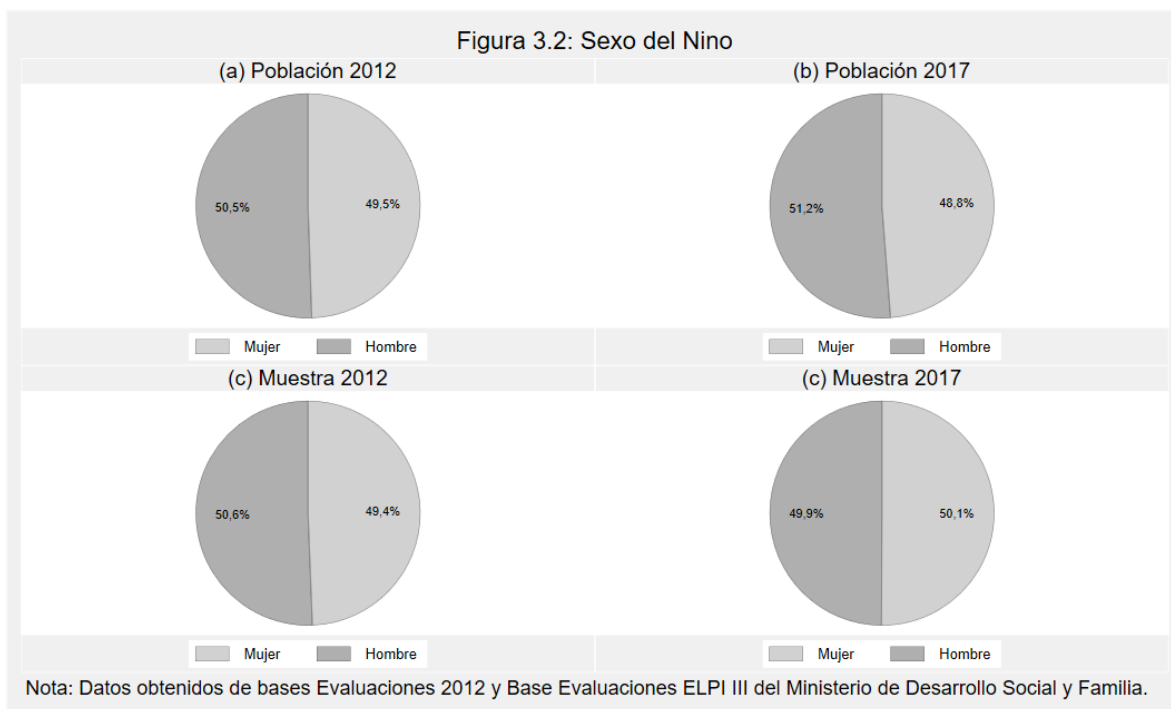 Figura 3.2: Sexo del Nino
(a) Población 2012
(b) Población 2017
50,5%
49,5%
51,2%
48,8%
Mujer
Hombre
Mujer
Hombre
(c) Muestra 2012
(c) Muestra 2017
50,6%
49,4%
49,9%
50,1%
Mujer
Hombre
Mujer
Hombre
Nota: Datos obtenidos de bases Evaluaciones 2012 y Base Evaluaciones ELPI III del Ministerio de Desarrollo Social y Familia.